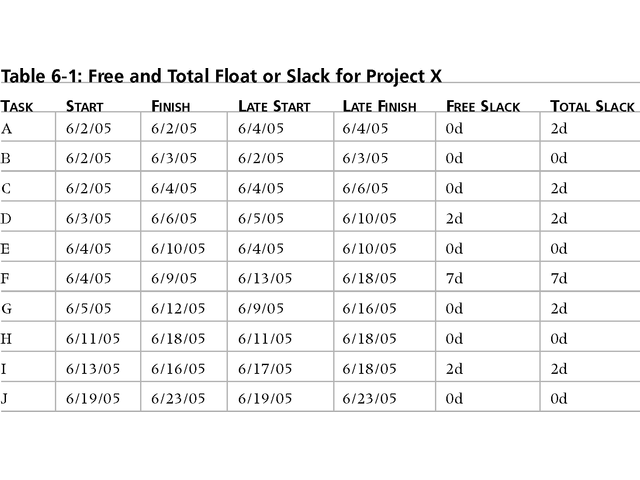 Table 6-1: Free and Total Float or Slack for Project X
TASK START FINISH LATE START LATE FINISH FREE SLACK TOTAL SLACK
A 6/2/05 6/2/05 6/4/05 6/4/05 0d 2d
B 6/2/05 6/3/05 6/2/05 6/3/05 0d 0d
C 6/2/05 6/4/05 6/4/05 6/6/05 0d 2d
D 6/3/05 6/6/05 6/5/05 6/10/05 2d 2d
E 6/4/05 6/10/05 6/4/05 6/10/05 0d 0d
F 6/4/05 6/9/05 6/13/05 6/18/05 7d 7d
G 6/5/05 6/12/05 6/9/05 6/16/05 0d 2d
H 6/11/05 6/18/05 6/11/05 6/18/05 0d 0d
I 6/13/05 6/16/05 6/17/05 6/18/05 2d 2d
J 6/19/05 6/23/05 6/19/05 6/23/05 0d 0d